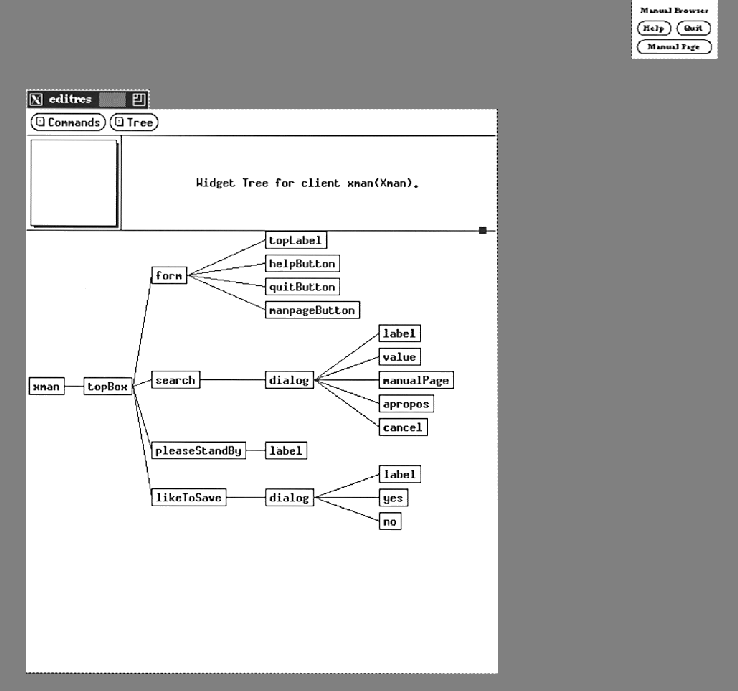 Manual Browser
Help Quit
Manual Page
editres
Commands Tree
Widget Tree for client xman(Xman).
topLabel
helpButton
form
quitButton
manpageButton
label
value
search dialog manualPage
xman topBox
apropos
cancel
pleaseStandBy label
label
likeToSave dialog yes
no